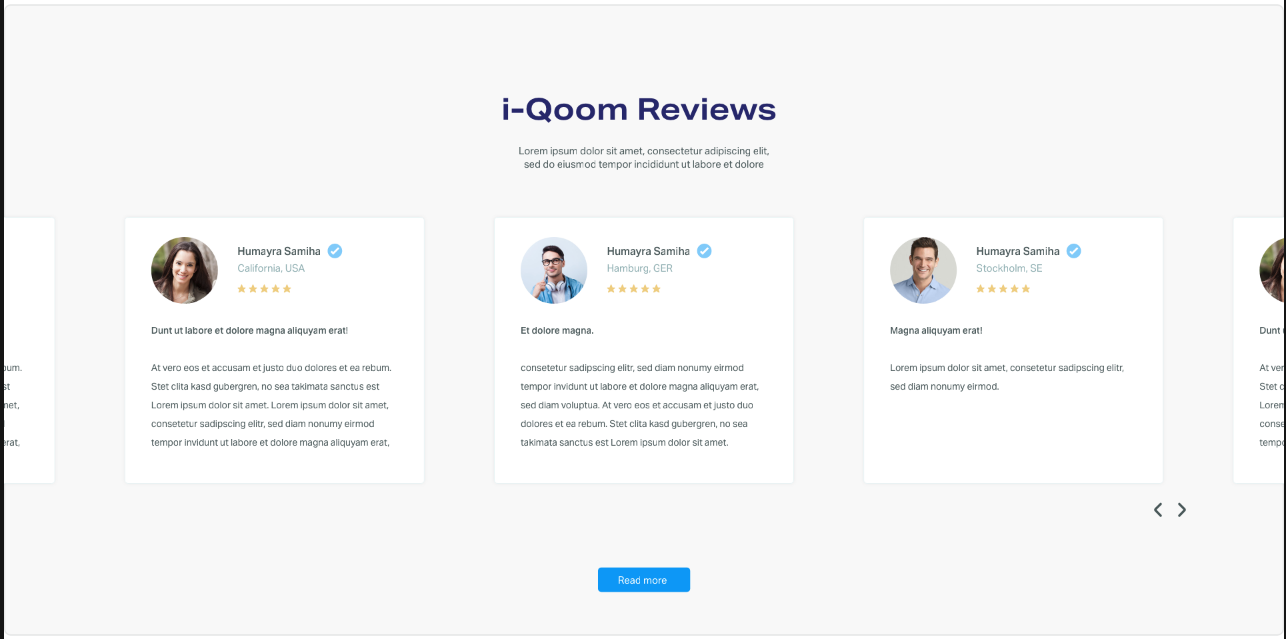 i-Qoom Reviews
Lorem ipsum dolor sit amet, consectetur adipiscing elit,
sed do eiusmod tempor incididunt ut labore et dolore
Humayra Samiha
California, USA
Dunt ut labore et dolore magna aliquyam erat!
At vero eos et accusam et justo duo dolores et ea rebum.
Stet clita kasd gubergren, no sea takimata sanctus est
Lorem ipsum dolor sit amet. Lorem ipsum dolor sit amet,
consetetur sadipscing elitr, sed diam nonumy eirmod
tempor invidunt ut labore et dolore magna aliquyam erat,
Humayra Samiha
Hamburg, GER
Et dolore magna.
consetetur sadipscing elitr, sed diam nonumy eirmod
tempor invidunt ut labore et dolore magna aliquyam erat,
sed diam voluptua. At vero eos et accusam et justo duo
dolores et ea rebum. Stet clita kasd gubergren, no sea
takimata sanctus est Lorem ipsum dolor sit amet.
Humayra Samiha
Stockholm, SE
Magna aliquyam erat!
Lorem ipsum dolor sit amet, consetetur sadipscing elitr,
sed diam nonumy eirmod.
At
Lorem
Read more